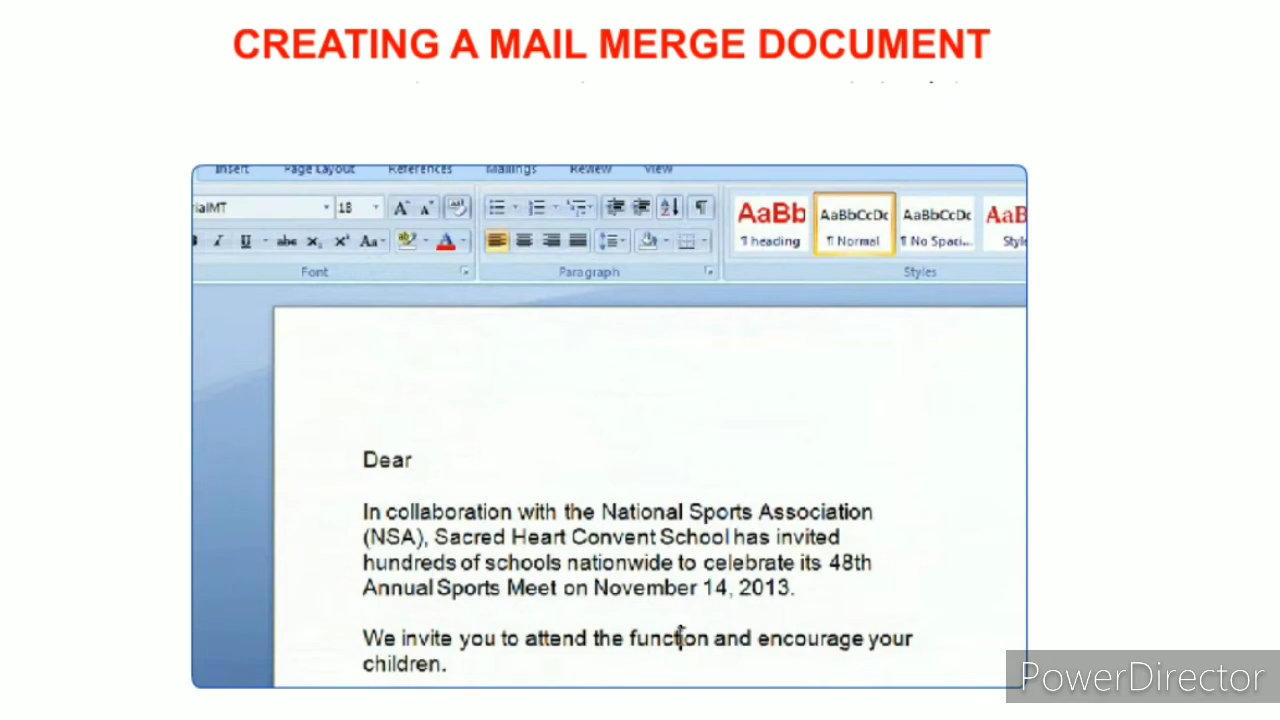 CREATING A MAIL MERGE DOCUMENT
Insert Page Layout References Mailings Review View
ialMT 18
AaBb AaBbCcDc AaBbCcDc AaB
¶ heading ¶ Normal ¶ No Spaci... Style
Font Paragraph Styles
Dear
In collaboration with the National Sports Association
(NSA), Sacred Heart Convent School has invited
hundreds of schools nationwide to celebrate its 48th
Annual Sports Meet on November 14, 2013.
We invite you to attend the function and encourage your
children.
PowerDirector